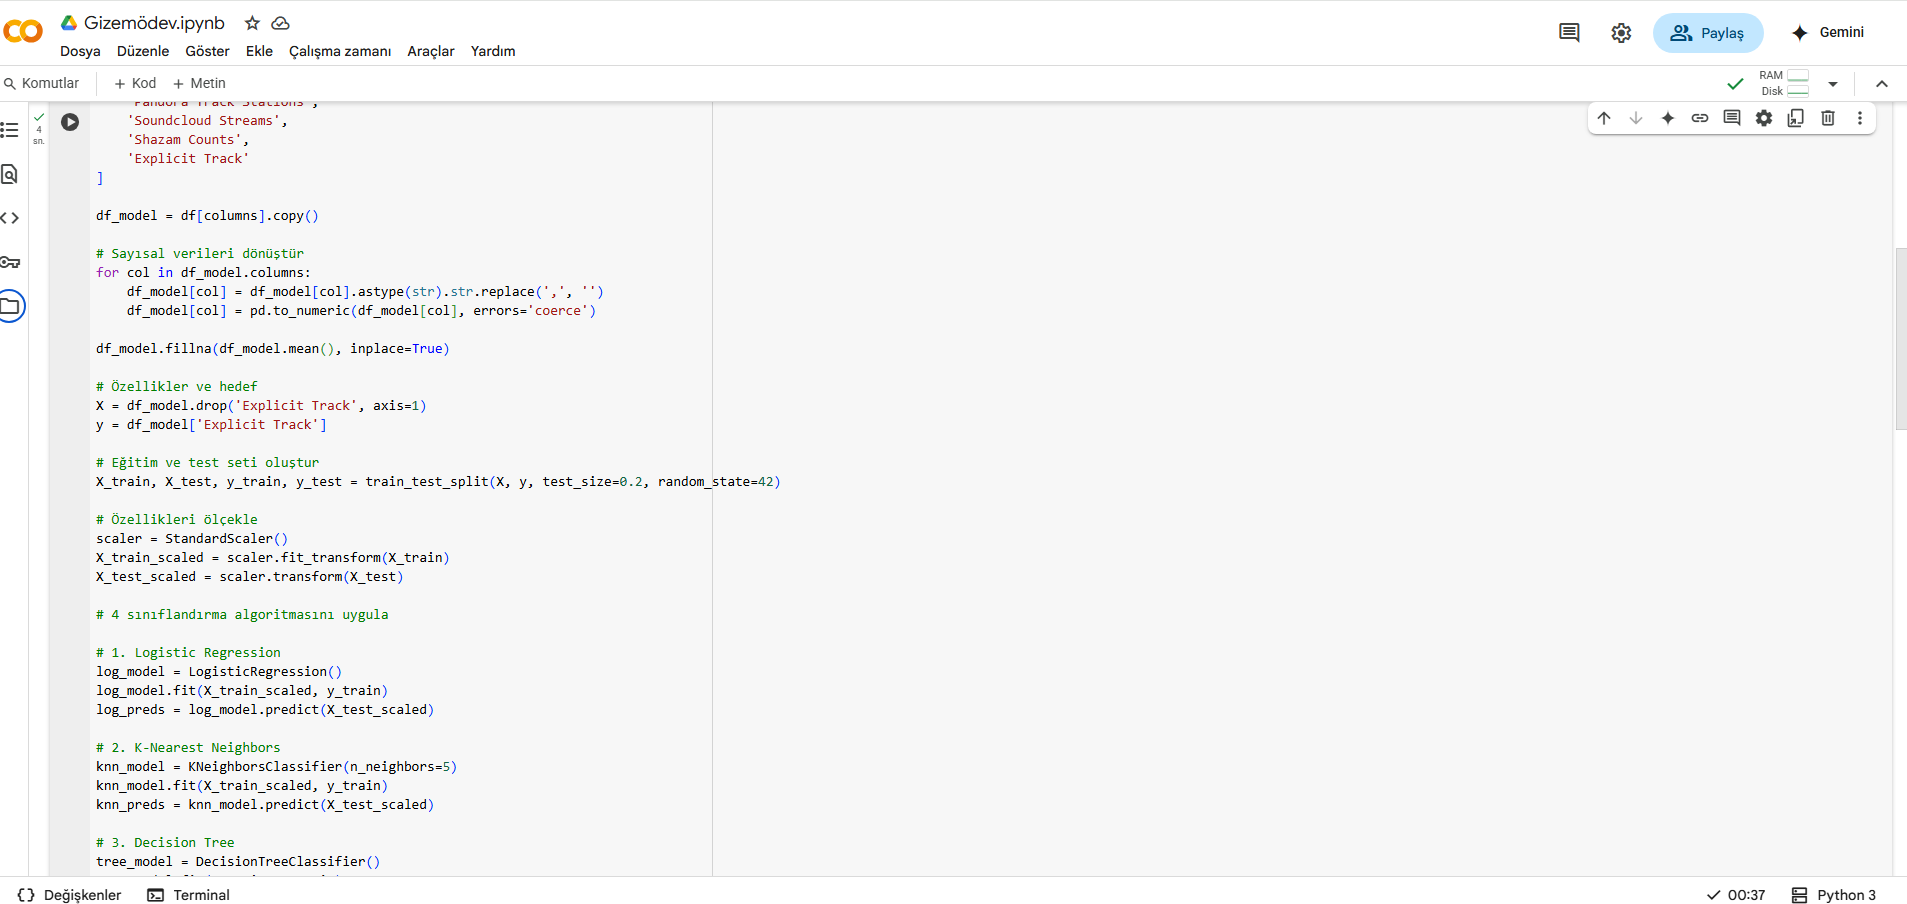 Gizemödev.ipynb
Dosya Düzenle Göster Ekle Çalışma zamanı Araçlar Yardım
Paylaş
Gemini
Komutlar + Kod + Metin
RAM
Disk
4
sn.
'Pandora Track Stations',
'Soundcloud Streams',
'Shazam Counts',
'Explicit Track'
]
df_model = df[columns].copy()
# Sayısal verileri dönüştür
for col in df_model.columns:
df_model[col] = df_model[col].astype(str).str.replace(',', '')
df_model[col] = pd.to_numeric(df_model[col], errors='coerce')
df_model.fillna(df_model.mean(), inplace=True)
# Özellikler ve hedef
X = df_model.drop('Explicit Track', axis=1)
y = df_model['Explicit Track']
# Eğitim ve test seti oluştur
X_train, X_test, y_train, y_test = train_test_split(X, y, test_size=0.2, random_state=42)
# Özellikleri ölçekle
scaler = StandardScaler()
X_train_scaled = scaler.fit_transform(X_train)
X_test_scaled = scaler.transform(X_test)
# 4 sınıflandırma algoritmasını uygula
# 1. Logistic Regression
log_model = LogisticRegression()
log_model.fit(X_train_scaled, y_train)
log_preds = log_model.predict(X_test_scaled)
# 2. K-Nearest Neighbors
knn_model = KNeighborsClassifier(n_neighbors=5)
knn_model.fit(X_train_scaled, y_train)
knn_preds = knn_model.predict(X_test_scaled)
# 3. Decision Tree
tree_model = DecisionTreeClassifier()
Değişkenler Terminal
00:37 Python 3